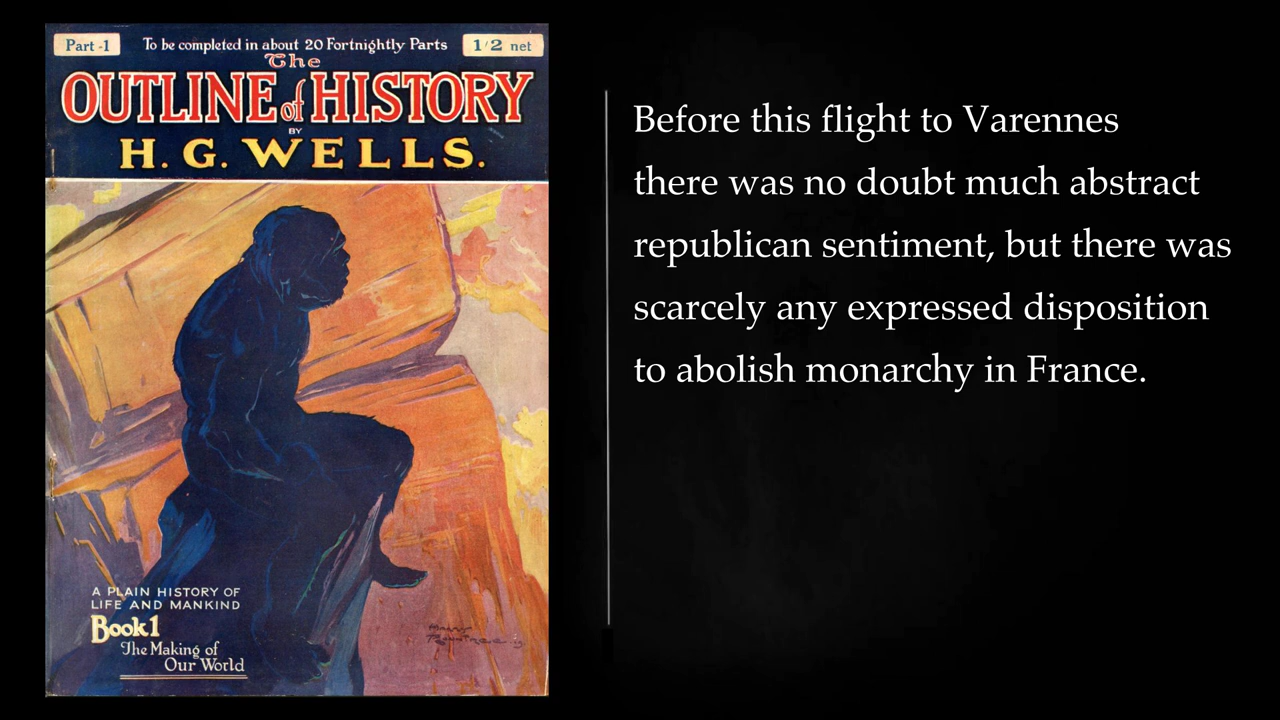 Part -1
To be completed in about 20 Fortnightly Parts
1/2 net
The
OUTLINE of HISTORY
BY
H. G. WELLS.
A PLAIN HISTORY OF
LIFE AND MANKIND
Book 1
The Making of
Our World
Before this flight to Varennes
there was no doubt much abstract
republican sentiment, but there was
scarcely any expressed disposition
to abolish monarchy in France.